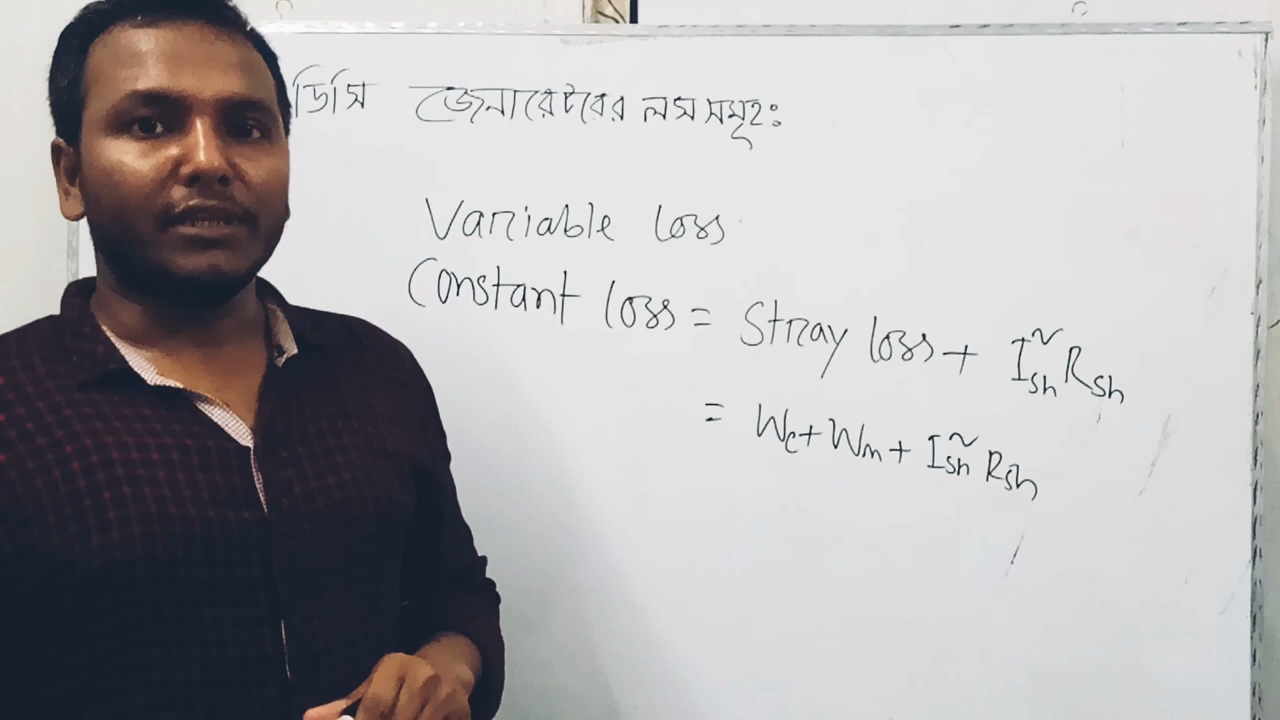 ডিসি জেনারেটরের লস সমূহঃ
Variable loss
Constant loss = Stray loss + I²sh Rsh
= Wc + Wm + I²sh Rsh